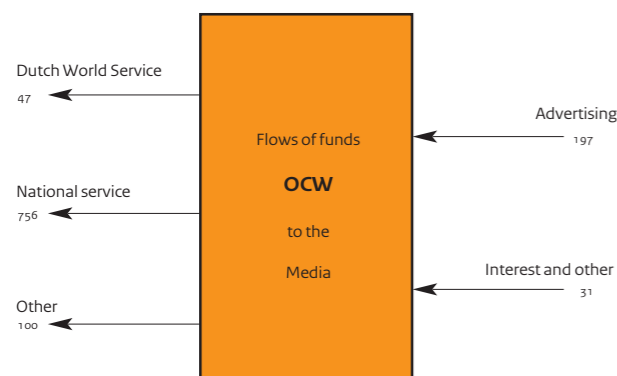 Dutch World Service
47
National service
756
Other
100
Flows of funds
OCW
to the
Media
Advertising
197
Interest and other
31